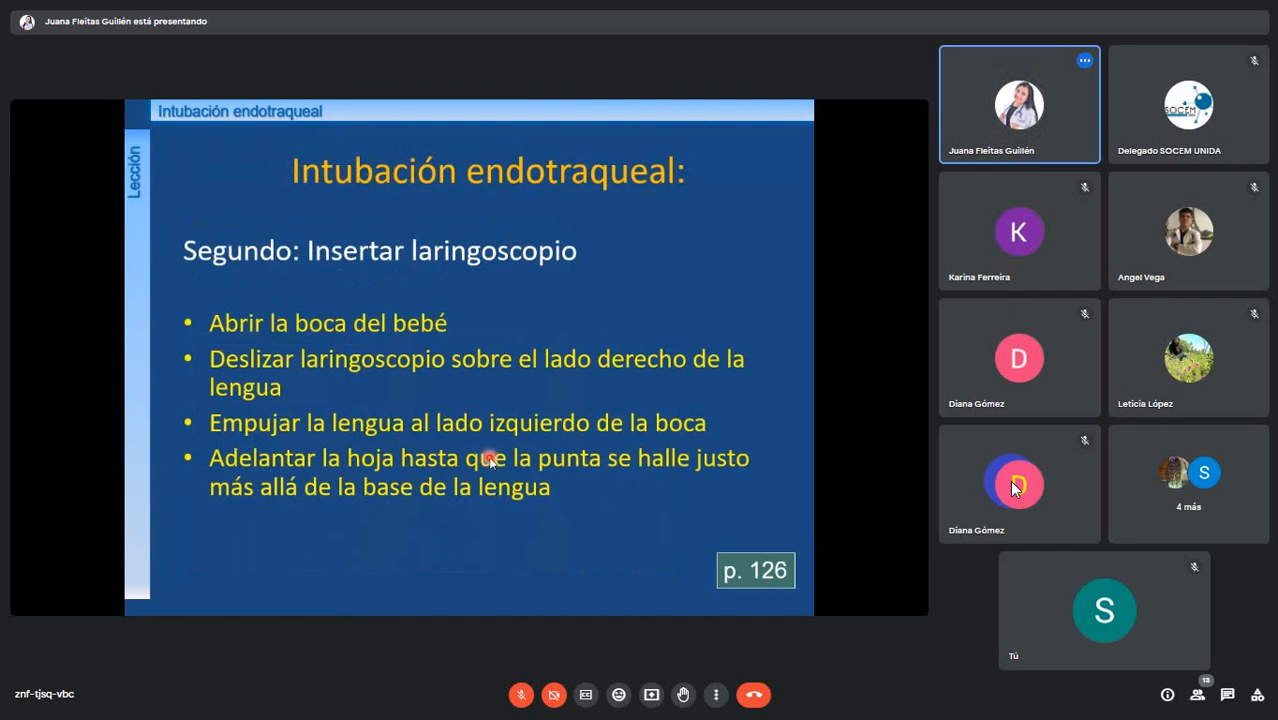 Juana Fleitas Guillén está presentando
Intubación endotraqueal
Lección
Intubación endotraqueal:
Segundo: Insertar laringoscopio
• Abrir la boca del bebé
• Deslizar laringoscopio sobre el lado derecho de la
lengua
• Empujar la lengua al lado izquierdo de la boca
• Adelantar la hoja hasta que la punta se halle justo
más allá de la base de la lengua
p. 126
Juana Fleitas Guillén
SOCEM
Delegado SOCEM UNIDA
K
Karina Ferreira
Angel Vega
D
Diana Gómez
Leticia López
D
Diana Gómez
S
4 más
S
Tú
znf-tjsq-vbc
13